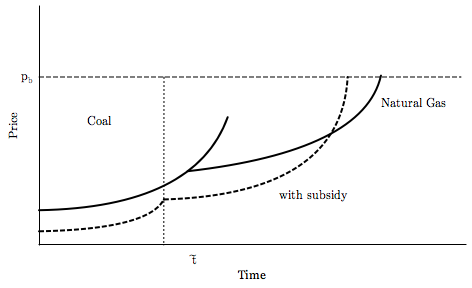 p_b
Natural Gas
Coal
Price
with subsidy
t̃
Time